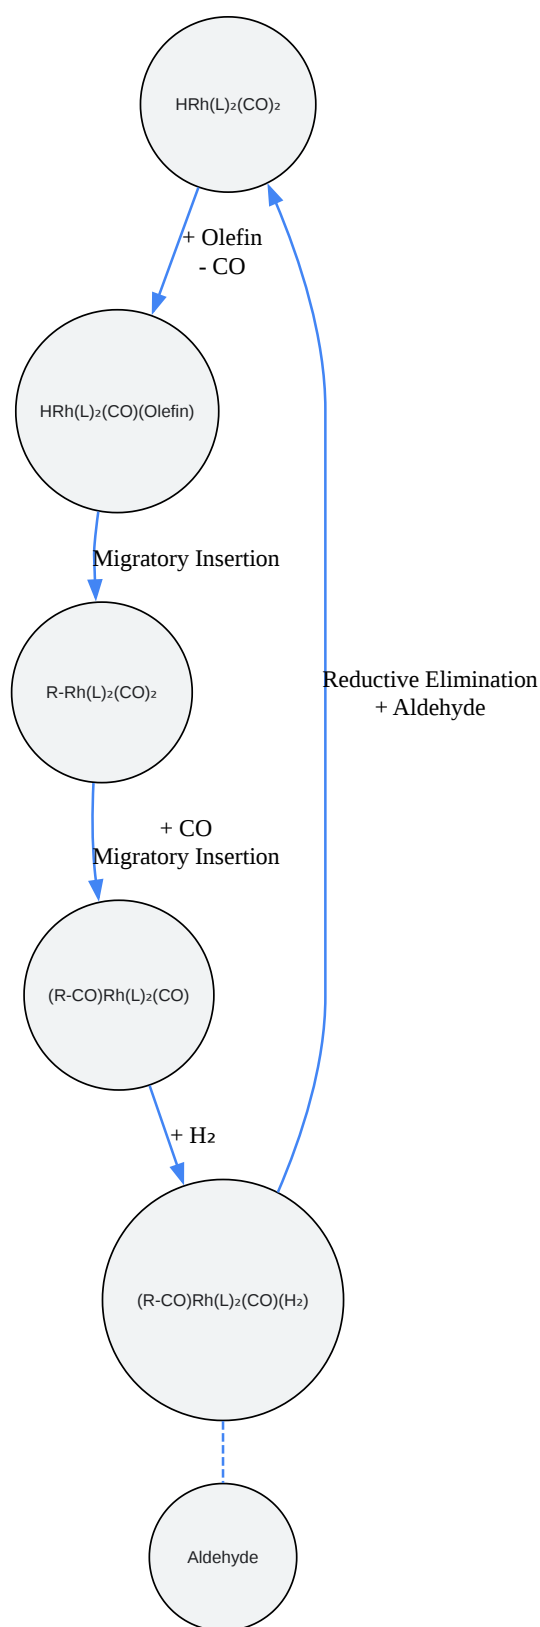 HRh(L)₂(CO)₂
+ Olefin
- CO
HRh(L)₂(CO)(Olefin)
Migratory Insertion
R-Rh(L)₂(CO)₂
Reductive Elimination
+ Aldehyde
+ CO
Migratory Insertion
(R-CO)Rh(L)₂(CO)
+ H₂
(R-CO)Rh(L)₂(CO)(H₂)
Aldehyde